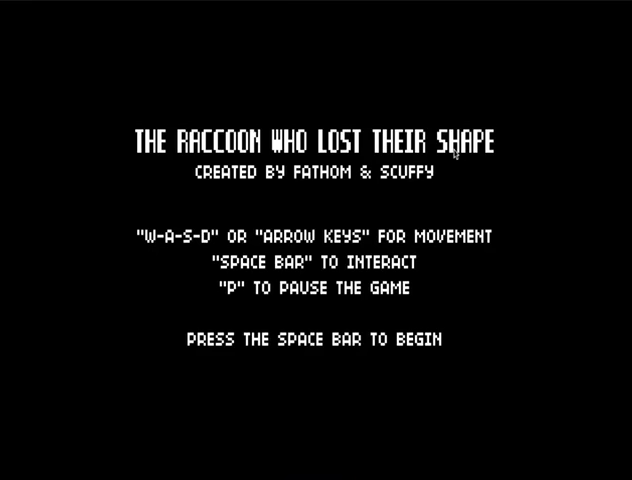 THE RACCOON WHO LOST THEIR SHAPE
CREATED BY FATHOM & SCUFFY
"W-A-S-D" OR "ARROW KEYS" FOR MOVEMENT
"SPACE BAR" TO INTERACT
"P" TO PAUSE THE GAME
PRESS THE SPACE BAR TO BEGIN